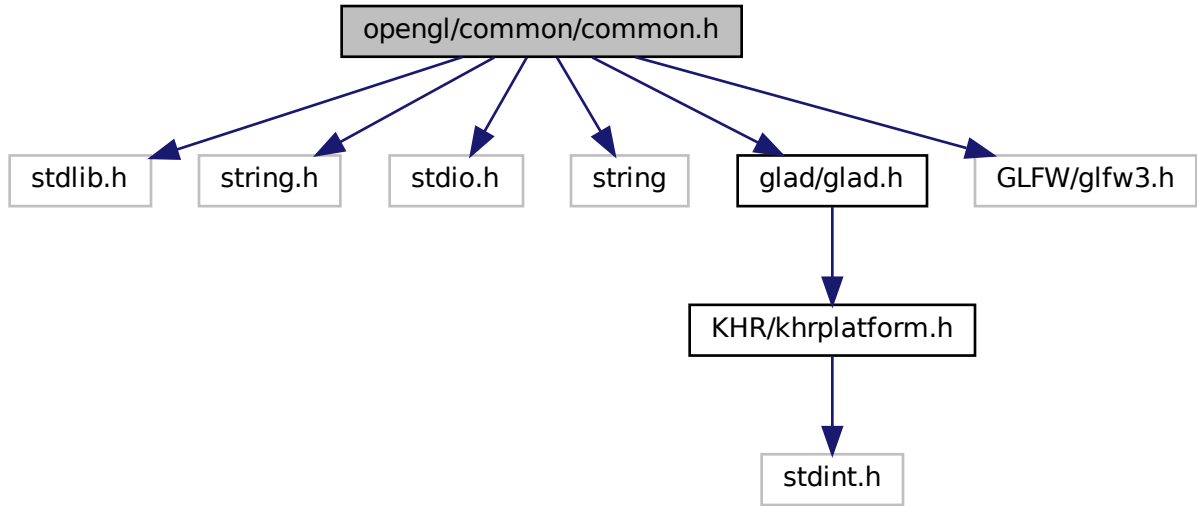 opengl/common/common.h
stdlib.h
string.h
stdio.h
string
glad/glad.h
GLFW/glfw3.h
KHR/khrplatform.h
stdint.h